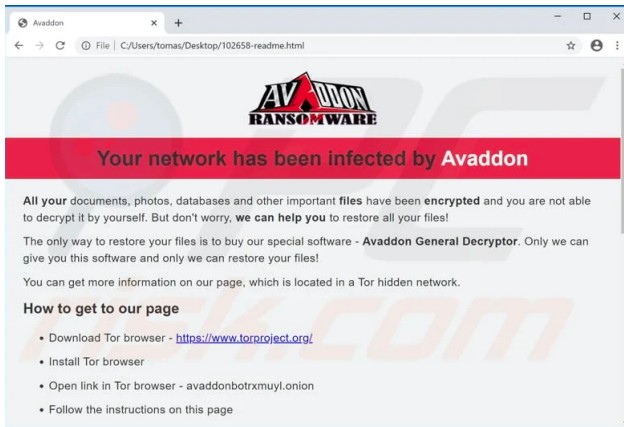 Avaddon
File | C:/Users/tomas/Desktop/102658-readme.html
AVADDON
RANSOMWARE
Your network has been infected by Avaddon
All your documents, photos, databases and other important files have been encrypted and you are not able
to decrypt it by yourself. But don't worry, we can help you to restore all your files!
The only way to restore your files is to buy our special software - Avaddon General Decryptor. Only we can
give you this software and only we can restore your files!
You can get more information on our page, which is located in a Tor hidden network.
How to get to our page
• Download Tor browser - https://www.torproject.org/
• Install Tor browser
• Open link in Tor browser - avaddonbotrxmuyl.onion
• Follow the instructions on this page
PC
risk.com